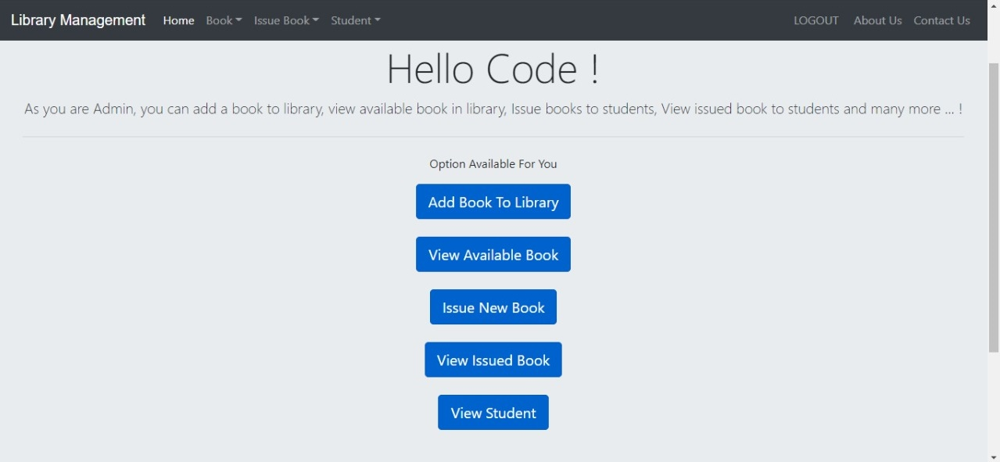 Library Management Home Book Issue Book Student LOGOUT About Us Contact Us
Hello Code !
As you are Admin, you can add a book to library, view available book in library, Issue books to students, View issued book to students and many more ... !
Option Available For You
Add Book To Library
View Available Book
Issue New Book
View Issued Book
View Student